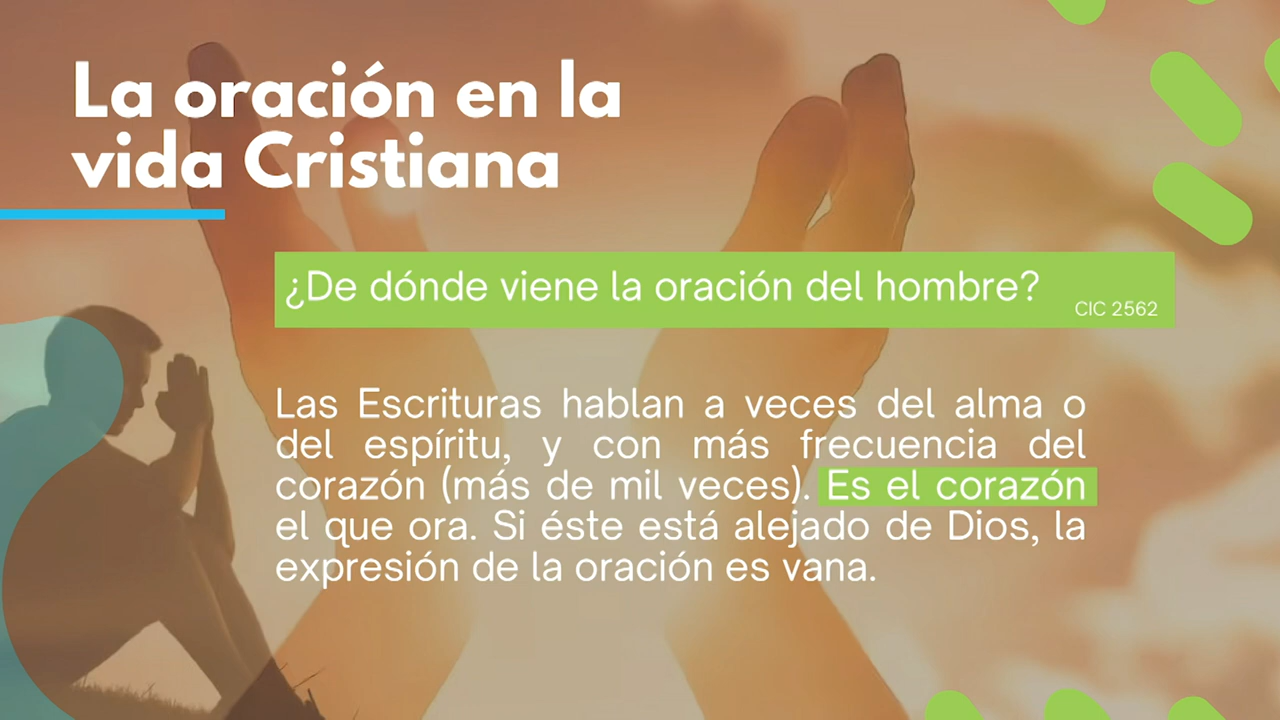 La oración en la
vida Cristiana
¿De dónde viene la oración del hombre?
CIC 2562
Las Escrituras hablan a veces del alma o
del espíritu, y con más frecuencia del
corazón (más de mil veces). Es el corazón
el que ora. Si éste está alejado de Dios, la
expresión de la oración es vana.